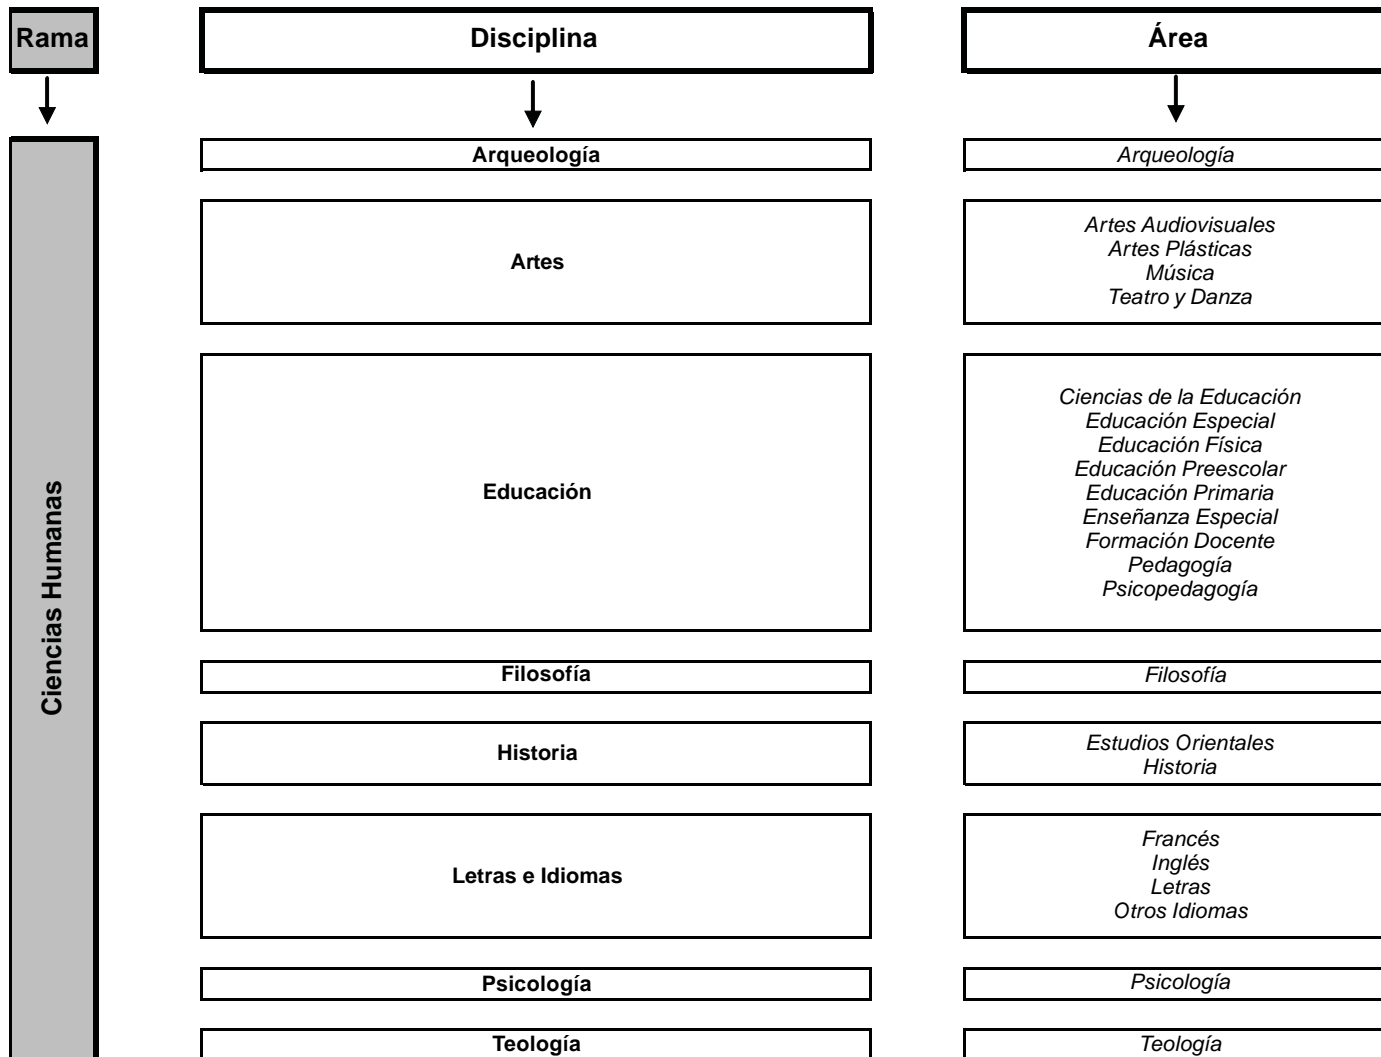 Rama
Disciplina
Área
Ciencias Humanas
Arqueología
Arqueología
Artes
Artes Audiovisuales
Artes Plásticas
Música
Teatro y Danza
Educación
Ciencias de la Educación
Educación Especial
Educación Física
Educación Preescolar
Educación Primaria
Enseñanza Especial
Formación Docente
Pedagogía
Psicopedagogía
Filosofía
Filosofía
Historia
Estudios Orientales
Historia
Letras e Idiomas
Francés
Inglés
Letras
Otros Idiomas
Psicología
Psicología
Teología
Teología